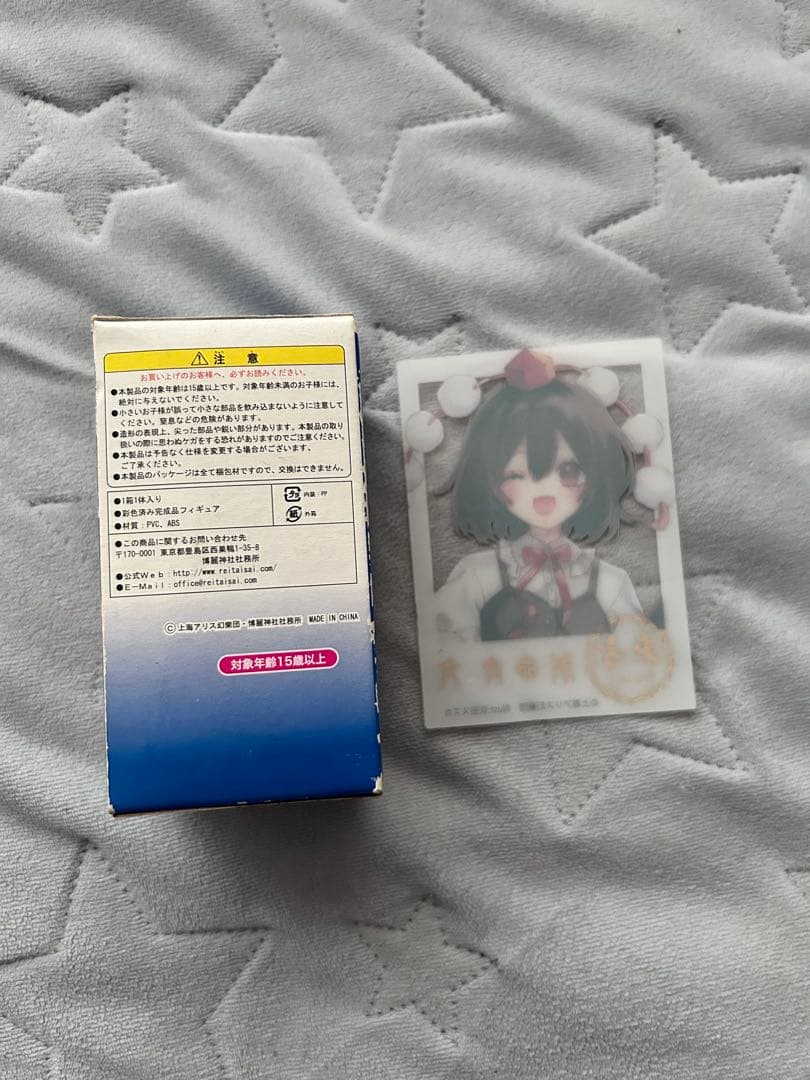 ⚠注　意
お買い上げのお客様へ、必ずお読みください。
●本製品の対象年齢は15歳以上です。対象年齢未満のお子様には、
絶対に与えないでください。
●小さいお子様が誤って小さな部品を飲み込まないように注意して
ください。窒息などの危険があります。
●造形の表現上、尖った部品や鋭い部分があります。本製品の取り
扱いの際に思わぬケガをする恐れがありますのでご注意ください。
●本製品は予告なく仕様を変更する場合がございます。
ご了承ください。
●本製品のパッケージは全て梱包材ですので、交換はできません。
●1箱1体入り
●彩色済み完成品フィギュア
●材質：PVC、ABS
プラ 内装：PP
紙 外箱
●この商品に関するお問い合わせ先
〒170-0001 東京都豊島区西巣鴨1-35-8
博麗神社社務所
●公式Web：http://www.reitaisai.com/
●E-Mail：office@reitaisai.com
©上海アリス幻樂団・博麗神社社務所 MADE IN CHINA
対象年齢15歳以上